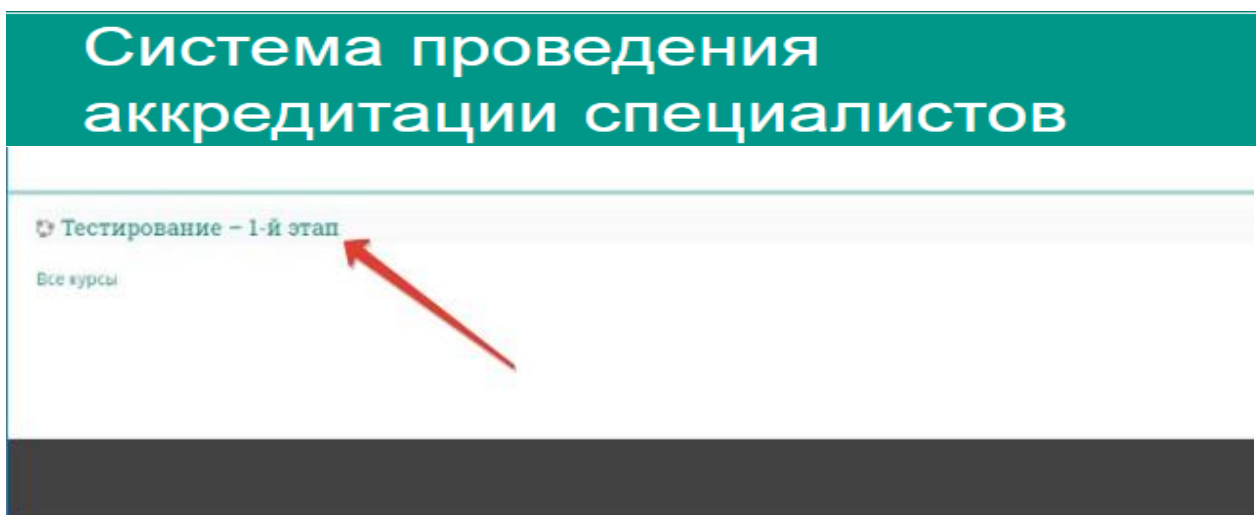 Система проведения
аккредитации специалистов
Тестирование – 1-й этап
Все курсы